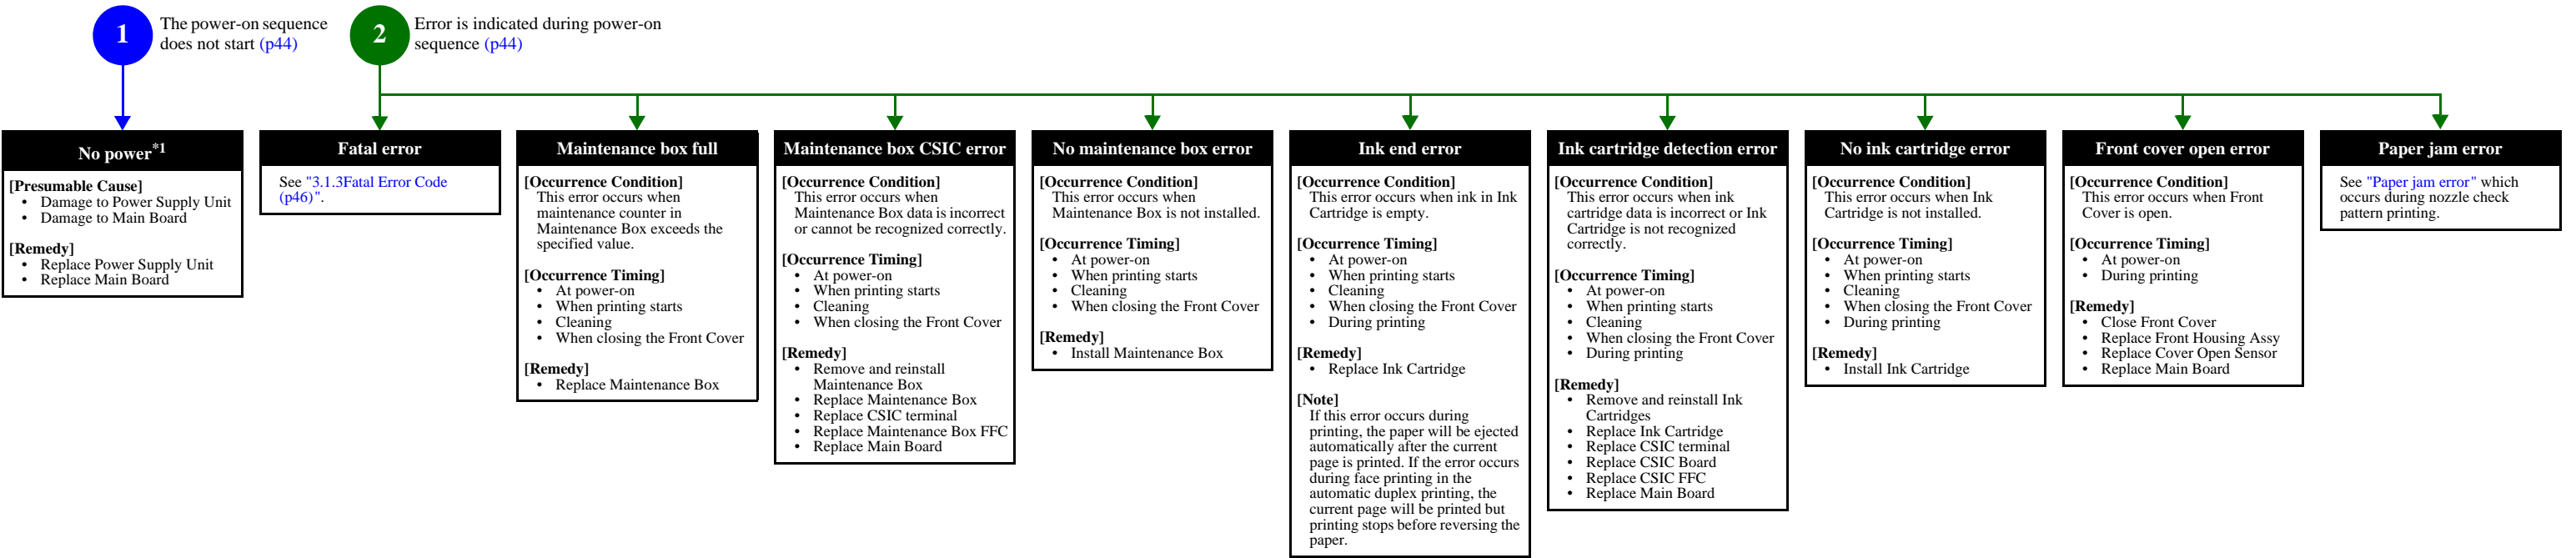 1
The power-on sequence
does not start (p44)
2
Error is indicated during power-on
sequence (p44)
No power*1
[Presumable Cause]
• Damage to Power Supply Unit
• Damage to Main Board
[Remedy]
• Replace Power Supply Unit
• Replace Main Board
Fatal error
See "3.1.3Fatal Error Code
(p46)".
Maintenance box full
[Occurrence Condition]
This error occurs when
maintenance counter in
Maintenance Box exceeds the
specified value.
[Occurrence Timing]
• At power-on
• When printing starts
• Cleaning
• When closing the Front Cover
[Remedy]
• Replace Maintenance Box
Maintenance box CSIC error
[Occurrence Condition]
This error occurs when
Maintenance Box data is incorrect
or cannot be recognized correctly.
[Occurrence Timing]
• At power-on
• When printing starts
• Cleaning
• When closing the Front Cover
[Remedy]
• Remove and reinstall
Maintenance Box
• Replace Maintenance Box
• Replace CSIC terminal
• Replace Maintenance Box FFC
• Replace Main Board
No maintenance box error
[Occurrence Condition]
This error occurs when
Maintenance Box is not installed.
[Occurrence Timing]
• At power-on
• When printing starts
• Cleaning
• When closing the Front Cover
[Remedy]
• Install Maintenance Box
Ink end error
[Occurrence Condition]
This error occurs when ink in Ink
Cartridge is empty.
[Occurrence Timing]
• At power-on
• When printing starts
• Cleaning
• When closing the Front Cover
• During printing
[Remedy]
• Replace Ink Cartridge
[Note]
If this error occurs during
printing, the paper will be ejected
automatically after the current
page is printed. If the error occurs
during face printing in the
automatic duplex printing, the
current page will be printed but
printing stops before reversing the
paper.
Ink cartridge detection error
[Occurrence Condition]
This error occurs when ink
cartridge data is incorrect or Ink
Cartridge is not recognized
correctly.
[Occurrence Timing]
• At power-on
• When printing starts
• Cleaning
• When closing the Front Cover
• During printing
[Remedy]
• Remove and reinstall Ink
Cartridges
• Replace Ink Cartridge
• Replace CSIC terminal
• Replace CSIC Board
• Replace CSIC FFC
• Replace Main Board
No ink cartridge error
[Occurrence Condition]
This error occurs when Ink
Cartridge is not installed.
[Occurrence Timing]
• At power-on
• When printing starts
• Cleaning
• When closing the Front Cover
• During printing
[Remedy]
• Install Ink Cartridge
Front cover open error
[Occurrence Condition]
This error occurs when Front
Cover is open.
[Occurrence Timing]
• At power-on
• During printing
[Remedy]
• Close Front Cover
• Replace Front Housing Assy
• Replace Cover Open Sensor
• Replace Main Board
Paper jam error
See "Paper jam error" which
occurs during nozzle check
pattern printing.